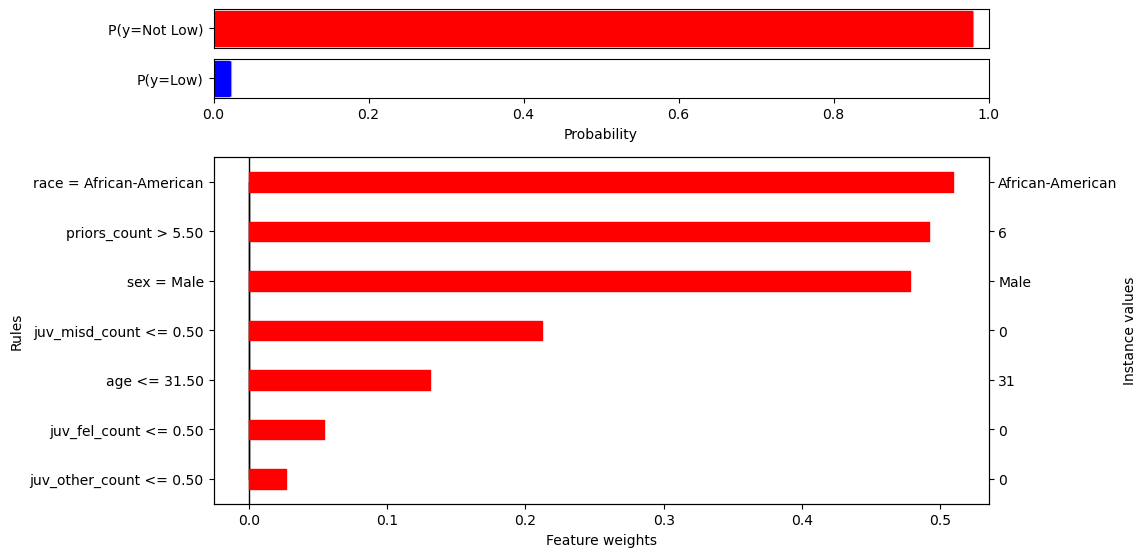 P(y=Not Low)
P(y=Low)
0.0 0.2 0.4 0.6 0.8 1.0
Probability
Rules
race = African-American African-American
priors_count > 5.50 6
sex = Male Male
juv_misd_count <= 0.50 0
age <= 31.50 31
juv_fel_count <= 0.50 0
juv_other_count <= 0.50 0
Instance values
0.0 0.1 0.2 0.3 0.4 0.5
Feature weights